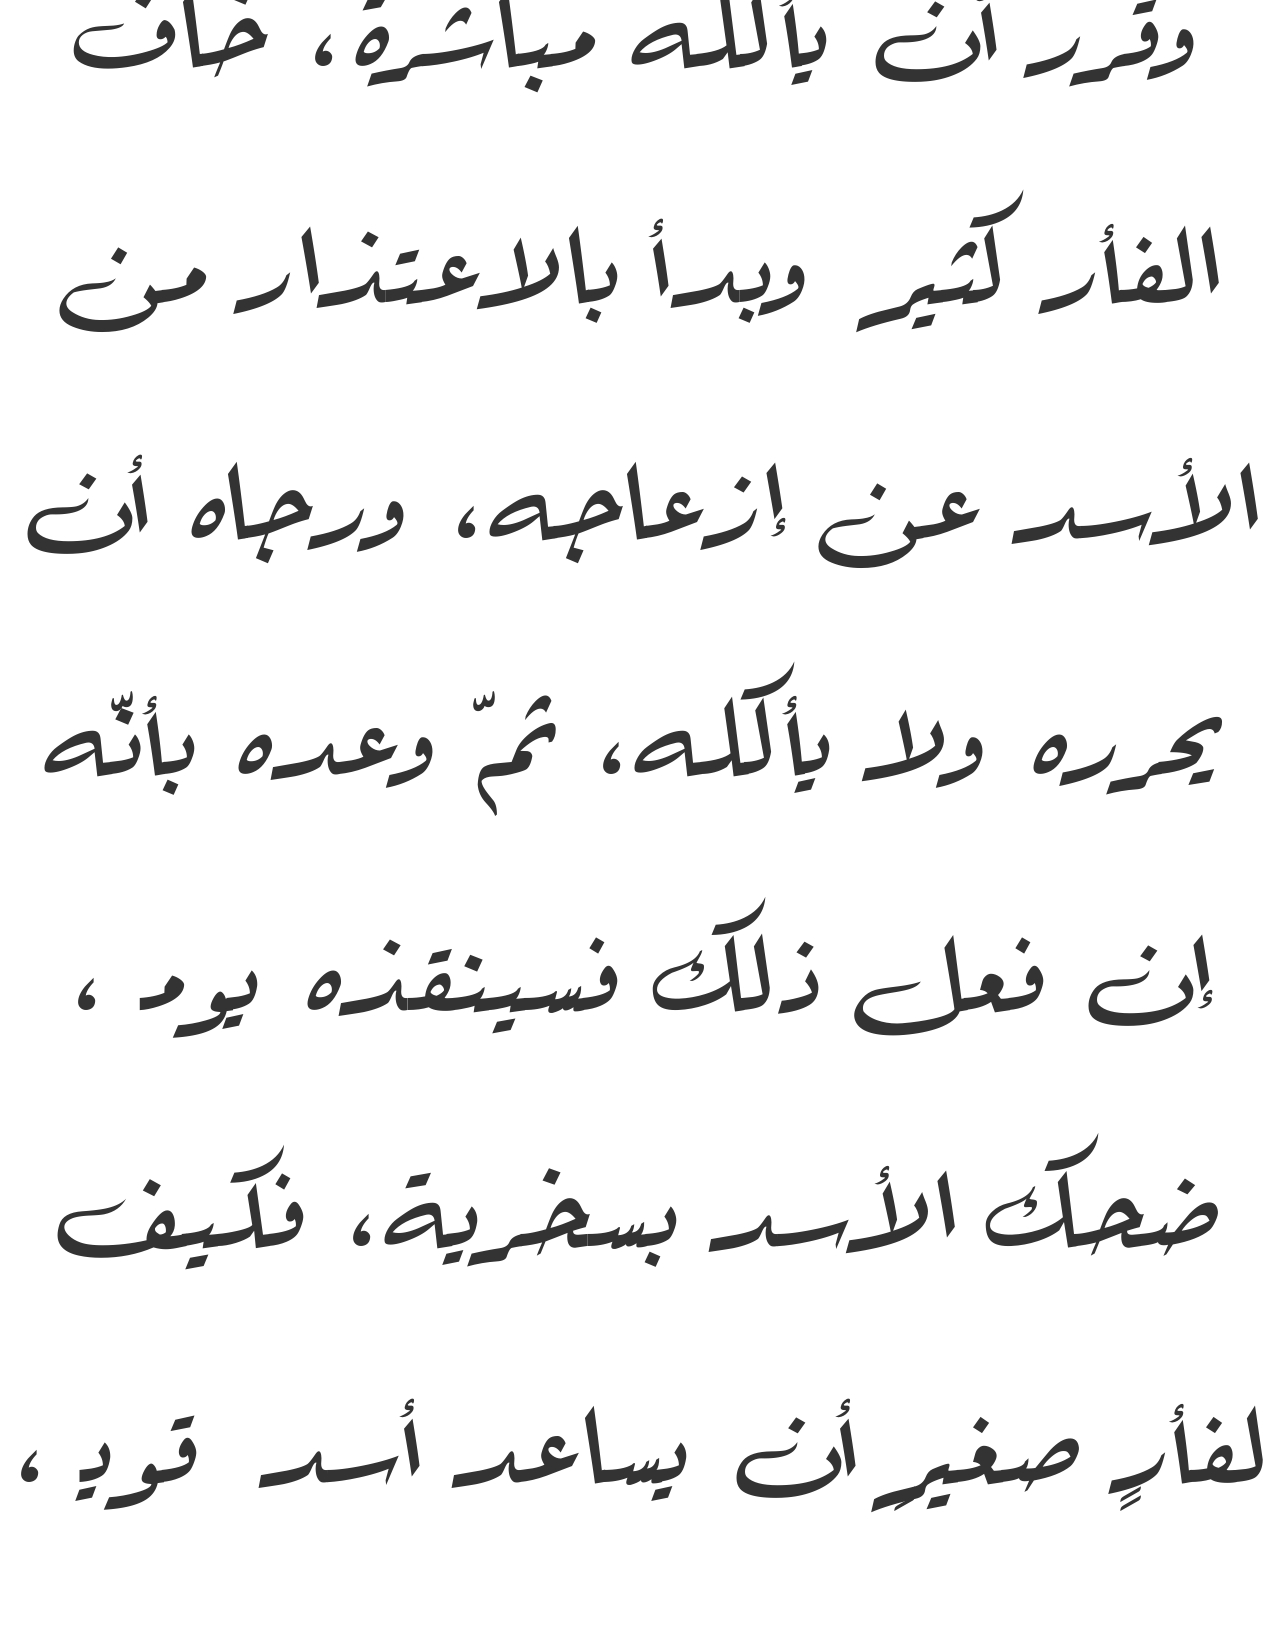 وقرر أن يأكله مباشرة، خاف
الفأر كثير وبدأ بالاعتذار من
الأسد عن إزعاجه، ورجاه أن
يحرره ولا يأكله، ثمّ وعده بأنّه
إن فعل ذلك فسينقذه يوم ،
ضحك الأسد بسخرية، فكيف
لفأرٍ صغيرِ أن يساعد أسد قوي ،